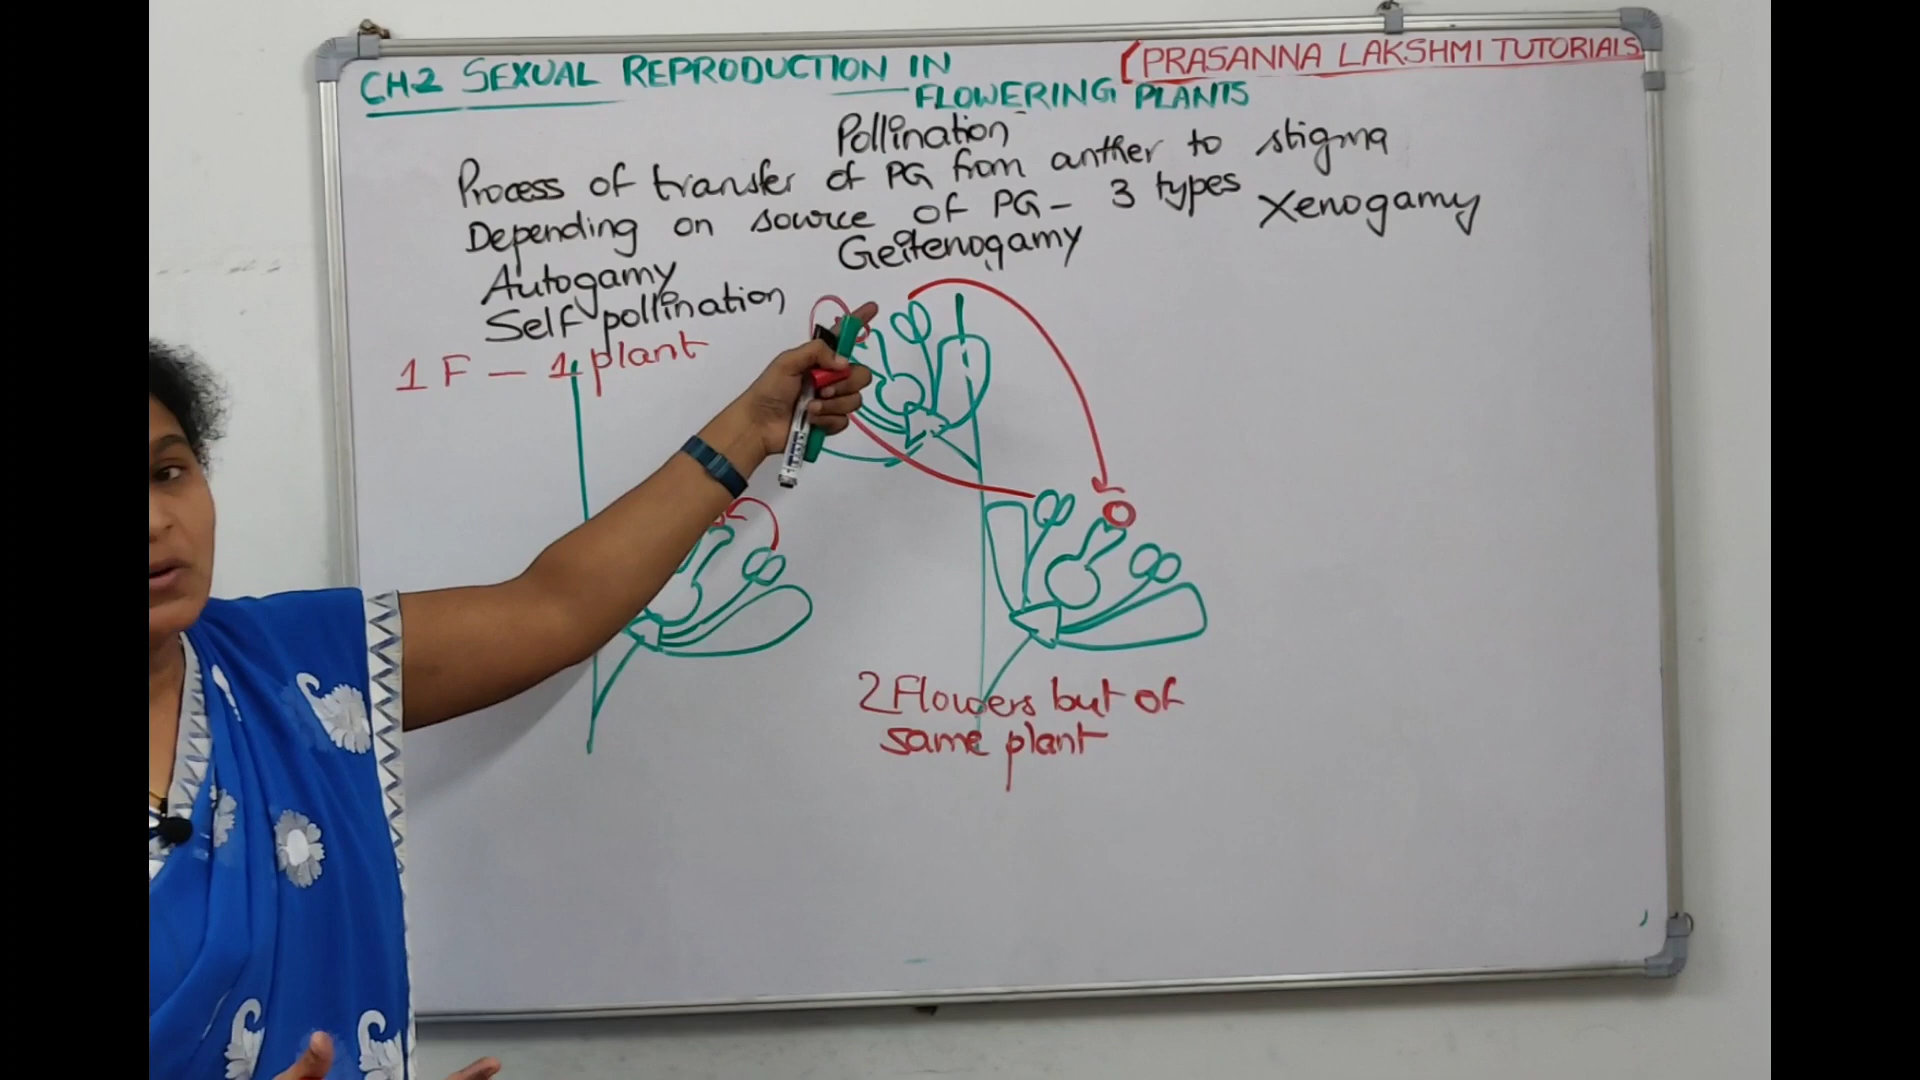 CH-2 SEXUAL REPRODUCTION IN
FLOWERING PLANTS
PRASANNA LAKSHMI TUTORIALS
Pollination
Process of transfer of PG from anther to stigma
Depending on source of PG - 3 types
Autogamy
Geitenogamy
Xenogamy
Self pollination
1 F - 1 plant
2 Flowers but of
same plant